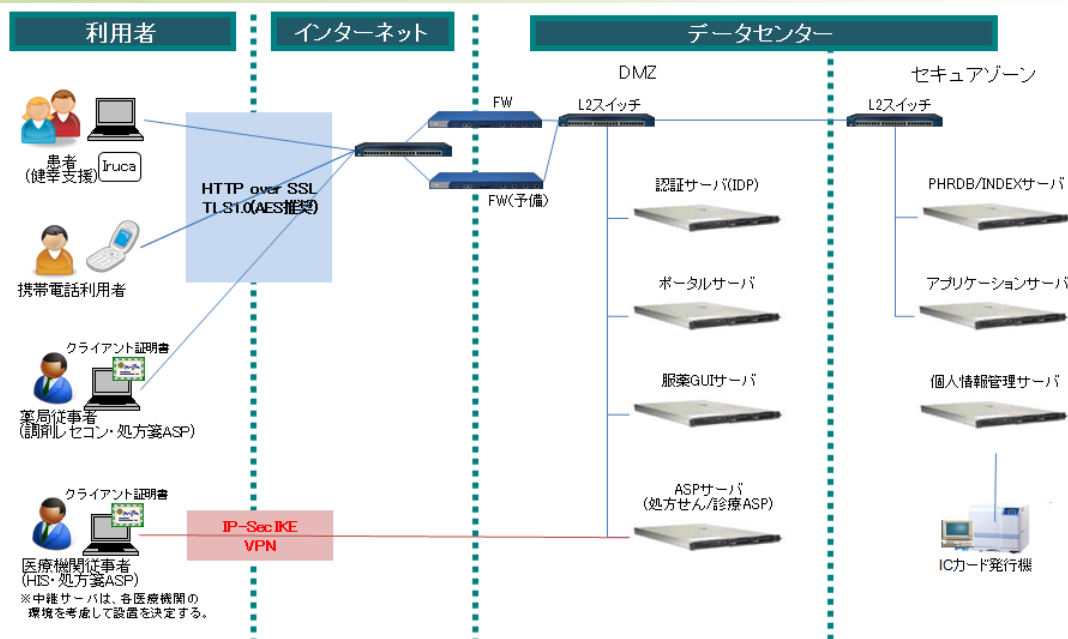 利用者
インターネット
データセンター
DMZ
セキュアゾーン
FW
L2スイッチ
L2スイッチ
患者
(健幸支援)
Iruca
HTTP over SSL
TLS1.0(AES推奨)
FW(予備)
認証サーバ(IDP)
PHRDB/INDEXサーバ
携帯電話利用者
ポータルサーバ
アプリケーションサーバ
クライアント証明書
薬局従事者
(調剤レセコン・処方箋ASP)
服薬GUIサーバ
個人情報管理サーバ
クライアント証明書
IP-Sec IKE
VPN
ASPサーバ
(処方せん/診療ASP)
医療機関従事者
(HIS・処方箋ASP)
※中継サーバは、各医療機関の
環境を考慮して設置を決定する。
ICカード発行機